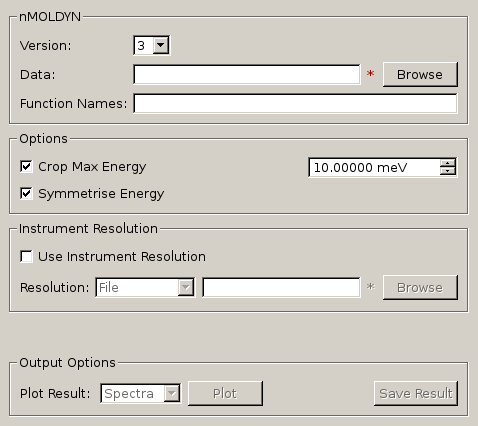 nMOLDYN
Version: 3
Data: * Browse
Function Names:
Options
Crop Max Energy 10.00000 meV
Symmetrise Energy
Instrument Resolution
Use Instrument Resolution
Resolution: File * Browse
Output Options
Plot Result: Spectra Plot Save Result